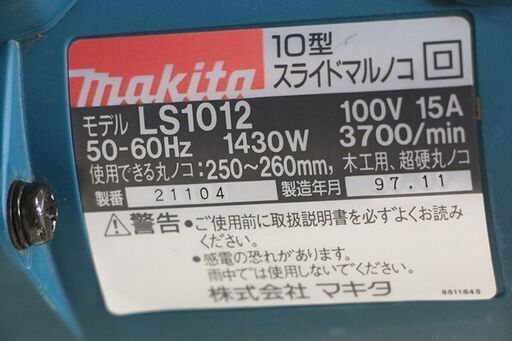 makita
10型
スライドマルノコ
モデル LS1012 100V 15A
50-60Hz 1430W 3700/min
使用できる丸ノコ:250~260mm, 木工用、超硬丸ノコ
製番 21104 製造年月 97.11
⚠警告 ●ご使用前に取扱説明書を必ずよくお読み
ください。
●感電の恐れがあります。
雨中では使用しないでください。
株式会社 マキタ
851184S